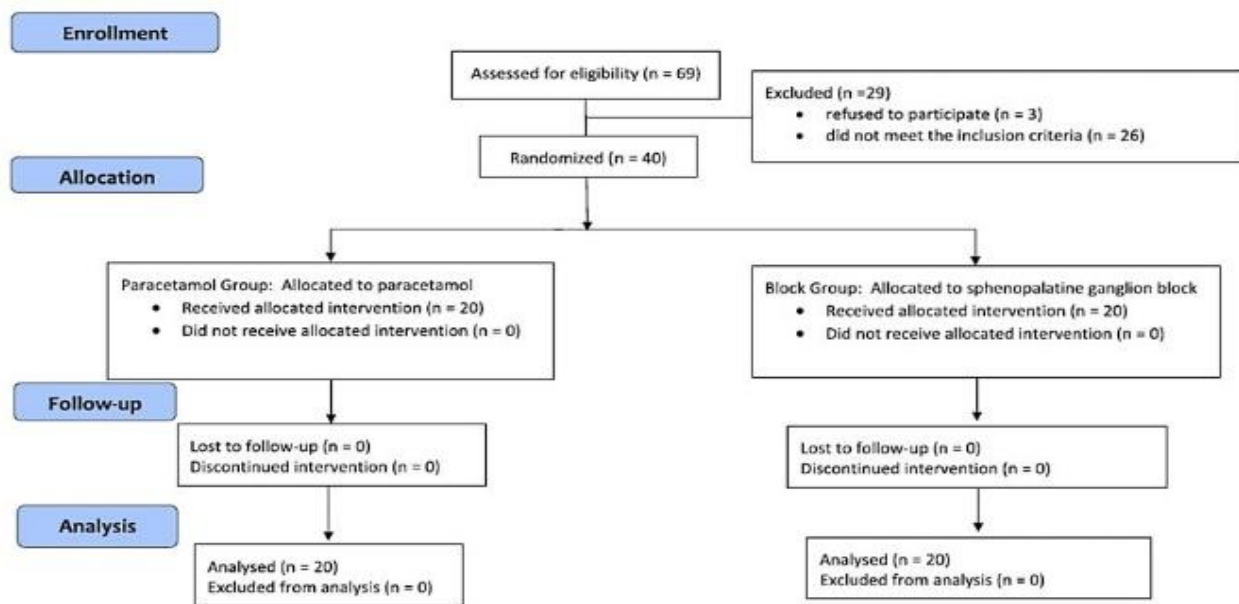 Enrollment
Assessed for eligibility (n = 69)
Excluded (n =29)
• refused to participate (n = 3)
• did not meet the inclusion criteria (n = 26)
Randomized (n = 40)
Allocation
Paracetamol Group: Allocated to paracetamol
• Received allocated intervention (n = 20)
• Did not receive allocated intervention (n = 0)
Block Group: Allocated to sphenopalatine ganglion block
• Received allocated intervention (n = 20)
• Did not receive allocated intervention (n = 0)
Follow-up
Lost to follow-up (n = 0)
Discontinued intervention (n = 0)
Lost to follow-up (n = 0)
Discontinued intervention (n = 0)
Analysis
Analysed (n = 20)
Excluded from analysis (n = 0)
Analysed (n = 20)
Excluded from analysis (n = 0)